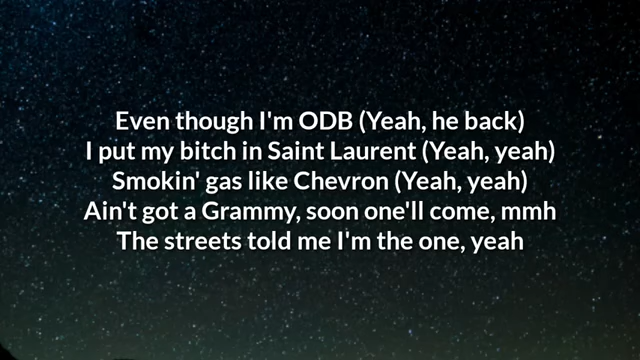 Even though I'm ODB (Yeah, he back)
I put my bitch in Saint Laurent (Yeah, yeah)
Smokin' gas like Chevron (Yeah, yeah)
Ain't got a Grammy, soon one'll come, mmh
The streets told me I'm the one, yeah